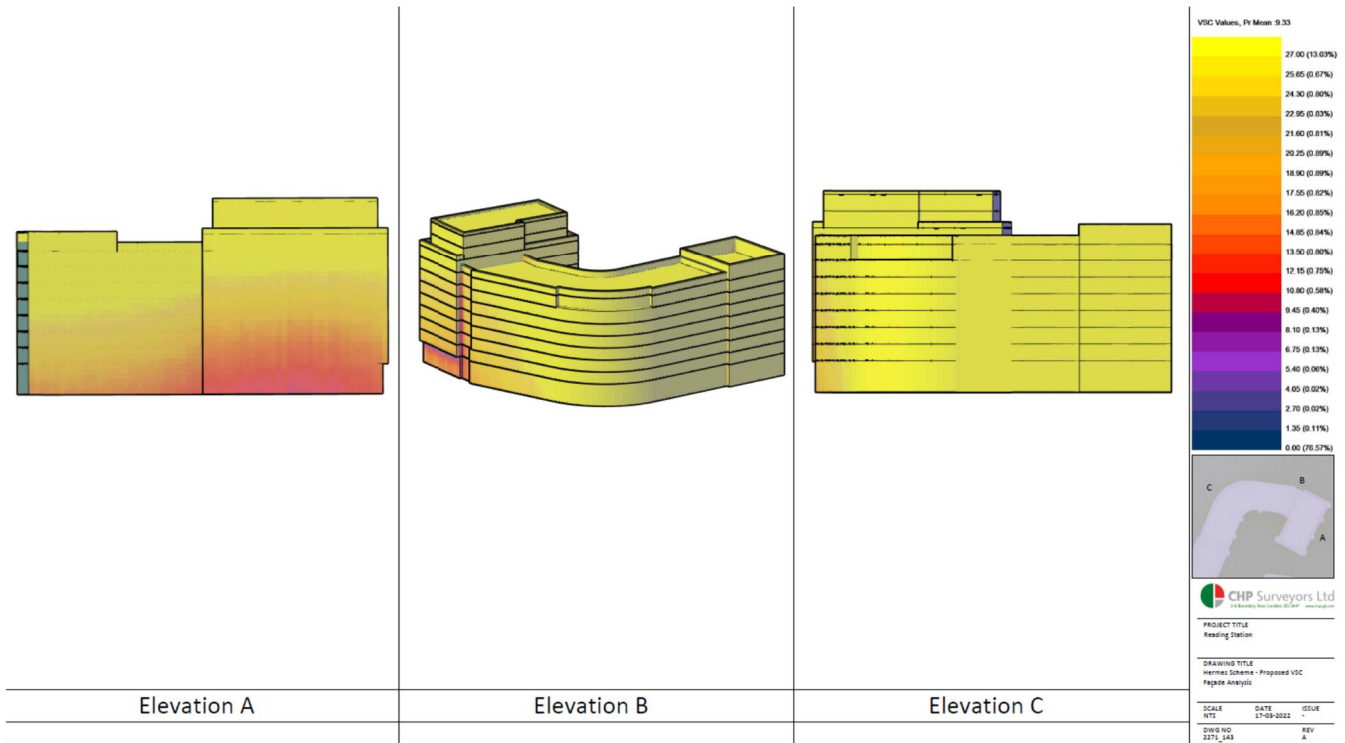 VSC Values, Pr Mean :9.33
27.00 (13.03%)
25.65 (0.67%)
24.30 (0.80%)
22.95 (0.83%)
21.60 (0.81%)
20.25 (0.89%)
18.90 (0.89%)
17.55 (0.82%)
16.20 (0.85%)
14.85 (0.84%)
13.50 (0.80%)
12.15 (0.75%)
10.80 (0.58%)
9.45 (0.40%)
8.10 (0.13%)
6.75 (0.13%)
5.40 (0.06%)
4.05 (0.02%)
2.70 (0.02%)
1.35 (0.11%)
0.00 (76.57%)
C
B
A
CHP Surveyors Ltd
PROJECT TITLE
Reading Station
DRAWING TITLE
Hermes Scheme - Proposed VSC
Façade Analysis
SCALE DATE ISSUE
NTS 17-03-2022 -
DWG NO REV
2271_143 A
Elevation A
Elevation B
Elevation C